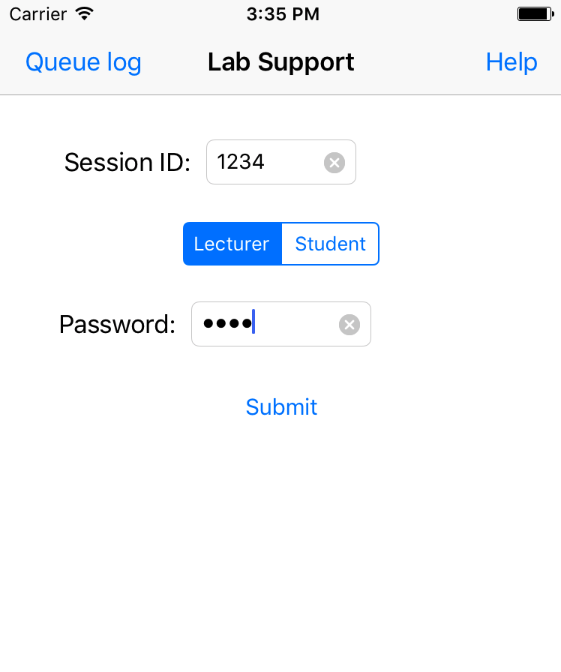 Carrier 3:35 PM
Queue log Lab Support Help
Session ID: 1234
Lecturer Student
Password: ••••
Submit